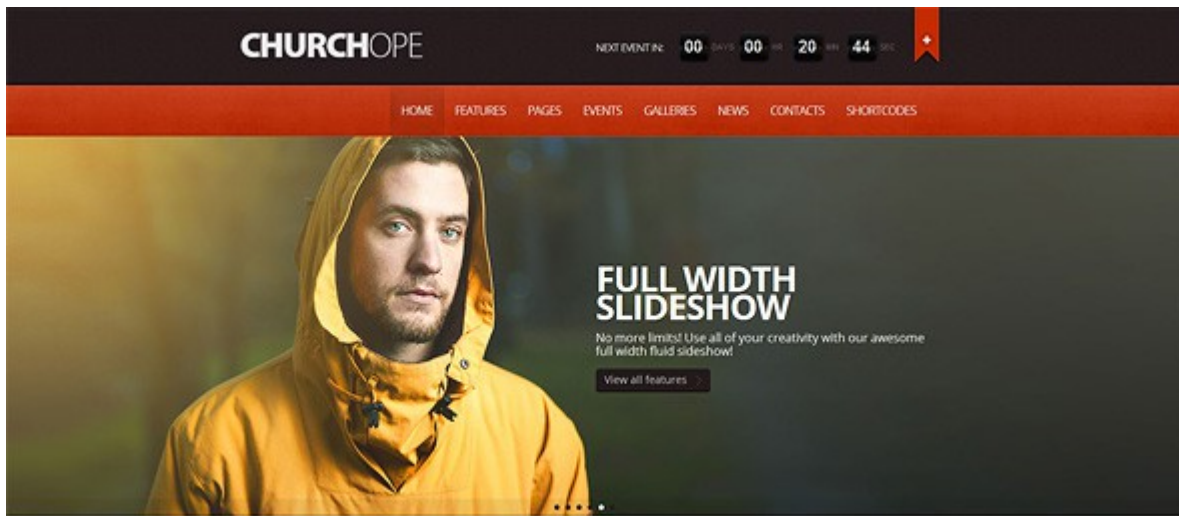 CHURCHOPE
NEXT EVENT IN: 00 DAYS 00 HR 20 MIN 44 SEC
HOME FEATURES PAGES EVENTS GALLERIES NEWS CONTACTS SHORTCODES
FULL WIDTH
SLIDESHOW
No more limits! Use all of your creativity with our awesome
full width fluid sideshow!
View all features